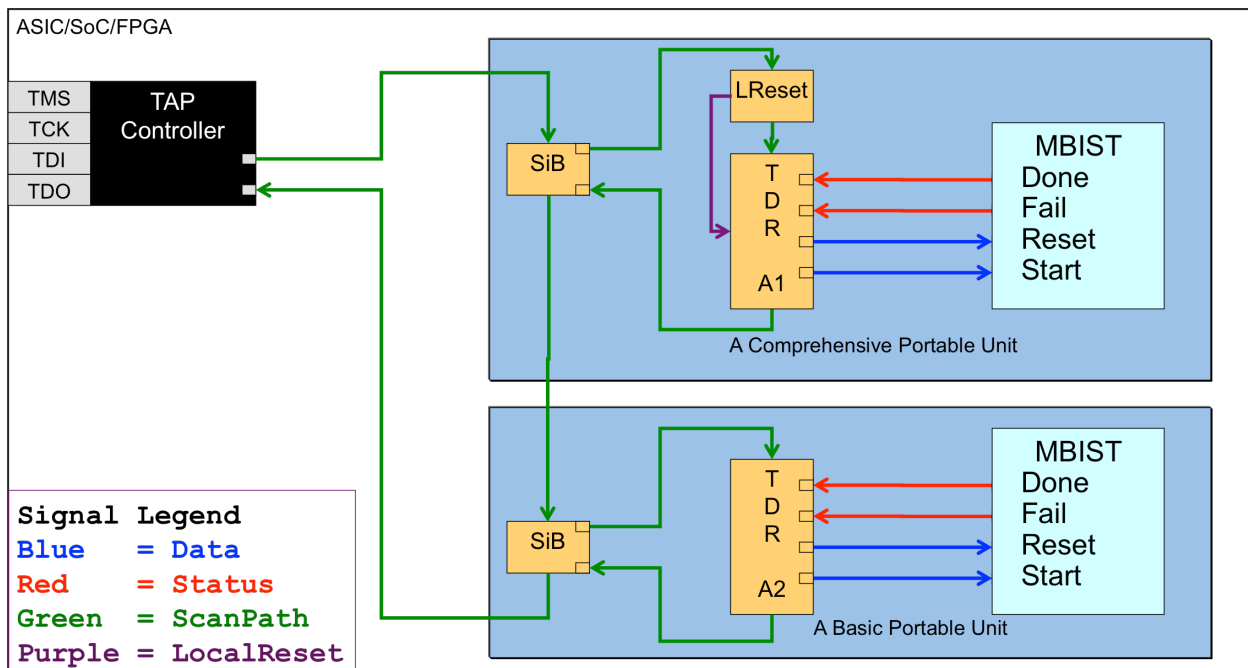 ASIC/SoC/FPGA
TMS
TCK
TDI
TDO
TAP
Controller
SiB
LReset
T
D
R
A1
MBIST
Done
Fail
Reset
Start
A Comprehensive Portable Unit
SiB
T
D
R
A2
MBIST
Done
Fail
Reset
Start
A Basic Portable Unit
Signal Legend
Blue = Data
Red = Status
Green = ScanPath
Purple = LocalReset